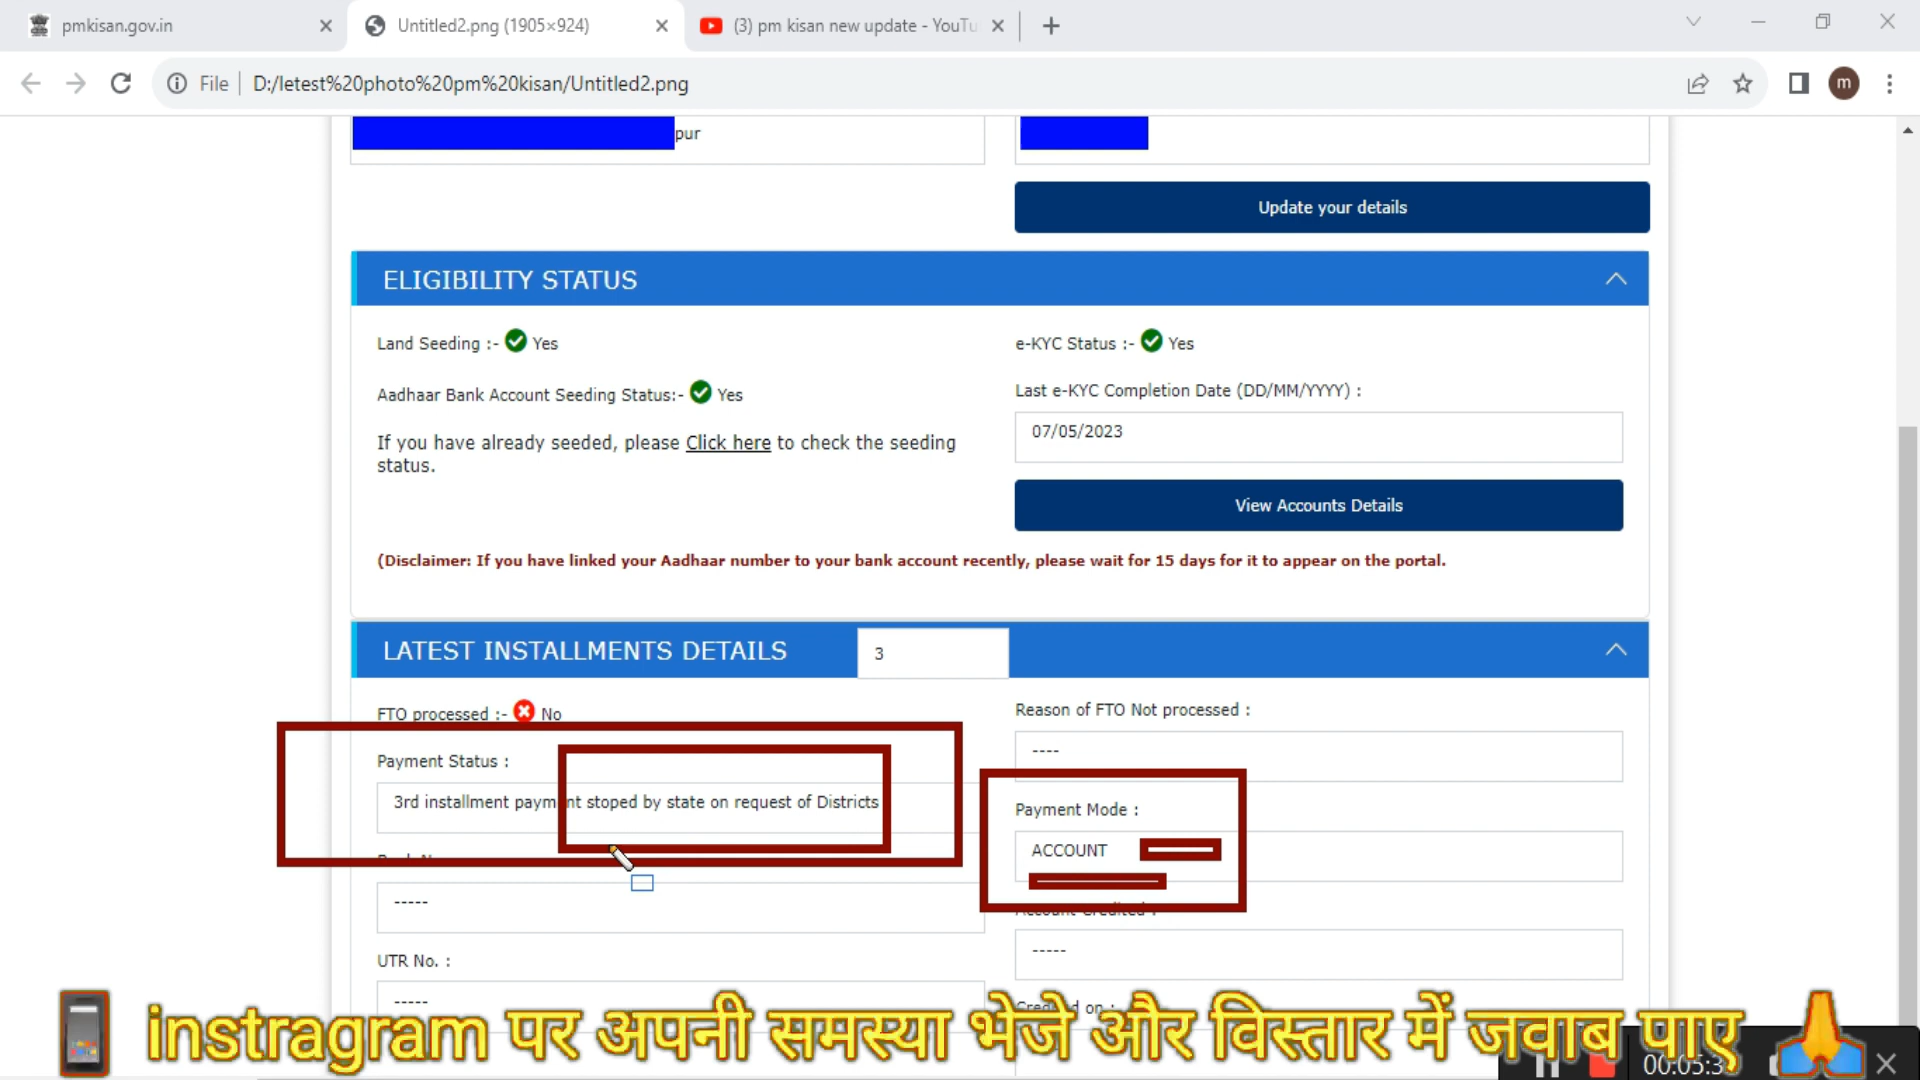 pmkisan.gov.in
Untitled2.png (1905×924)
(3) pm kisan new update - YouTu
File
D:/letest%20photo%20pm%20kisan/Untitled2.png
m
pur
Update your details
ELIGIBILITY STATUS
Land Seeding :- Yes
e-KYC Status :- Yes
Aadhaar Bank Account Seeding Status:- Yes
Last e-KYC Completion Date (DD/MM/YYYY) :
07/05/2023
If you have already seeded, please Click here to check the seeding
status.
View Accounts Details
(Disclaimer: If you have linked your Aadhaar number to your bank account recently, please wait for 15 days for it to appear on the portal.
LATEST INSTALLMENTS DETAILS
3
FTO processed :- No
Reason of FTO Not processed :
----
Payment Status :
3rd installment payment stoped by state on request of Districts
Payment Mode :
ACCOUNT
-----
Account Credited :
-----
UTR No. :
-----
instragram पर अपनी समस्या भेजे और विस्तार में जवाब पाए
00:05:3